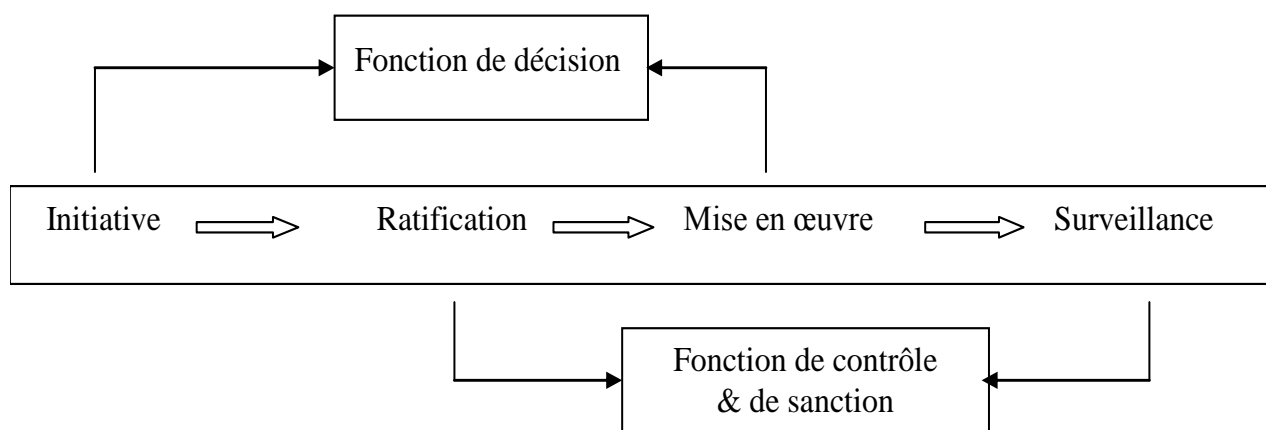 Fonction de décision
Initiative Ratification Mise en œuvre Surveillance
Fonction de contrôle
& de sanction